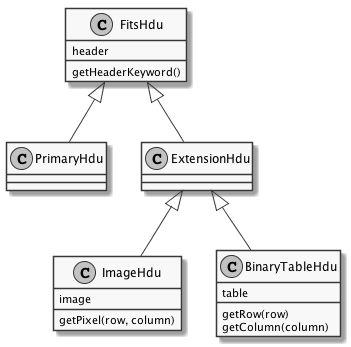 C FitsHdu
header
getHeaderKeyword()
C PrimaryHdu
C ExtensionHdu
C ImageHdu
image
getPixel(row, column)
C BinaryTableHdu
table
getRow(row)
getColumn(column)